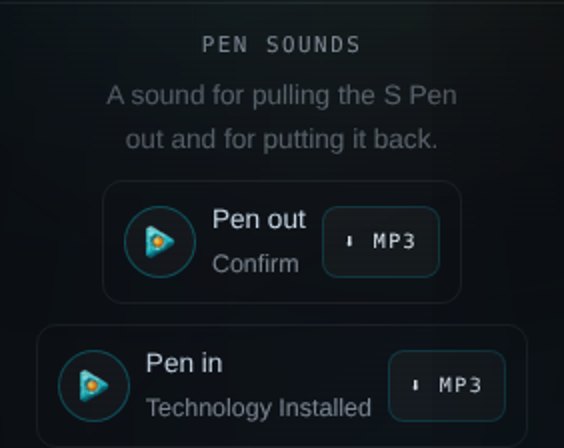 PEN SOUNDS
A sound for pulling the S Pen
out and for putting it back.
Pen out
Confirm
⬇ MP3
Pen in
Technology Installed
⬇ MP3